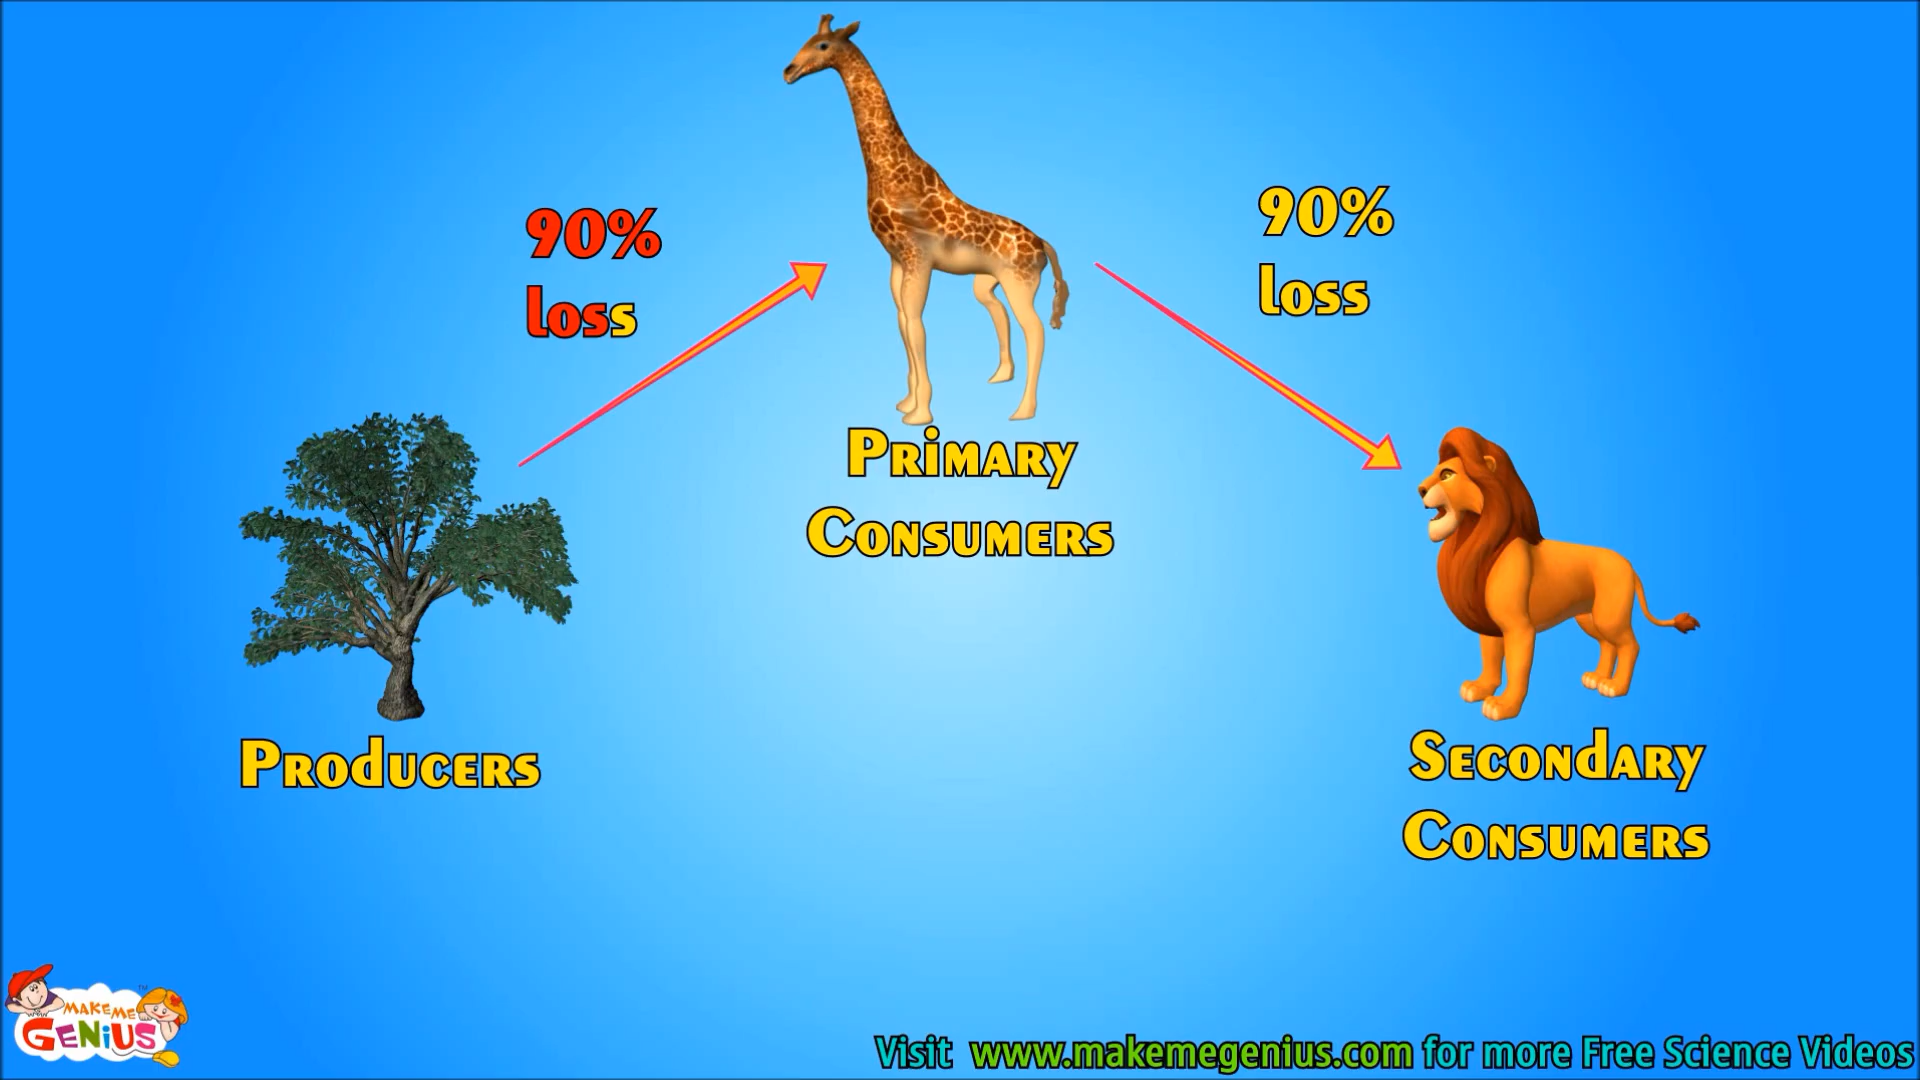 90%
loss
90%
loss
Primary
Consumers
Producers
Secondary
Consumers
MAKE ME
GENiUS
TM
Visit www.makemegenius.com for more Free Science Videos